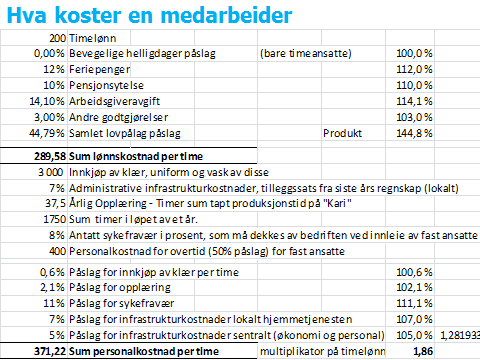 Hva koster en medarbeider
200 Timelønn
0,00% Bevegelige helligdager påslag (bare timeansatte) 100,0 %
12% Feriepenger 112,0 %
10% Pensjonsytelse 110,0 %
14,10% Arbeidsgiveravgift 114,1 %
3,00% Andre godtgjørelser 103,0 %
44,79% Samlet lovpålag påslag Produkt 144,8 %
289,58 Sum lønnskostnad per time
3 000 Innkjøp av klær, uniform og vask av disse
7% Administrative infrastrukturkostnader, tilleggssats fra siste års regnskap (lokalt)
37,5 Årlig Opplæring - Timer sum tapt produksjonstid på "Kari"
1750 Sum timer i løpet av et år.
8% Antatt sykefravær i prosent, som må dekkes av bedriften ved innleie av fast ansatte
400 Personalkostnad for overtid (50% påslag) for fast ansatte
0,6% Påslag for innkjøp av klær per time 100,6 %
2,1% Påslag for opplæring 102,1 %
11% Påslag for sykefravær 111,1 %
7% Påslag for infrastrukturkostnader lokalt hjemmetjenesten 107,0 %
5% Påslag for infrastrukturkostnader sentralt (økonomi og personal) 105,0 % 1,281933
371,22 Sum personalkostnad per time multiplikator på timelønn 1,86